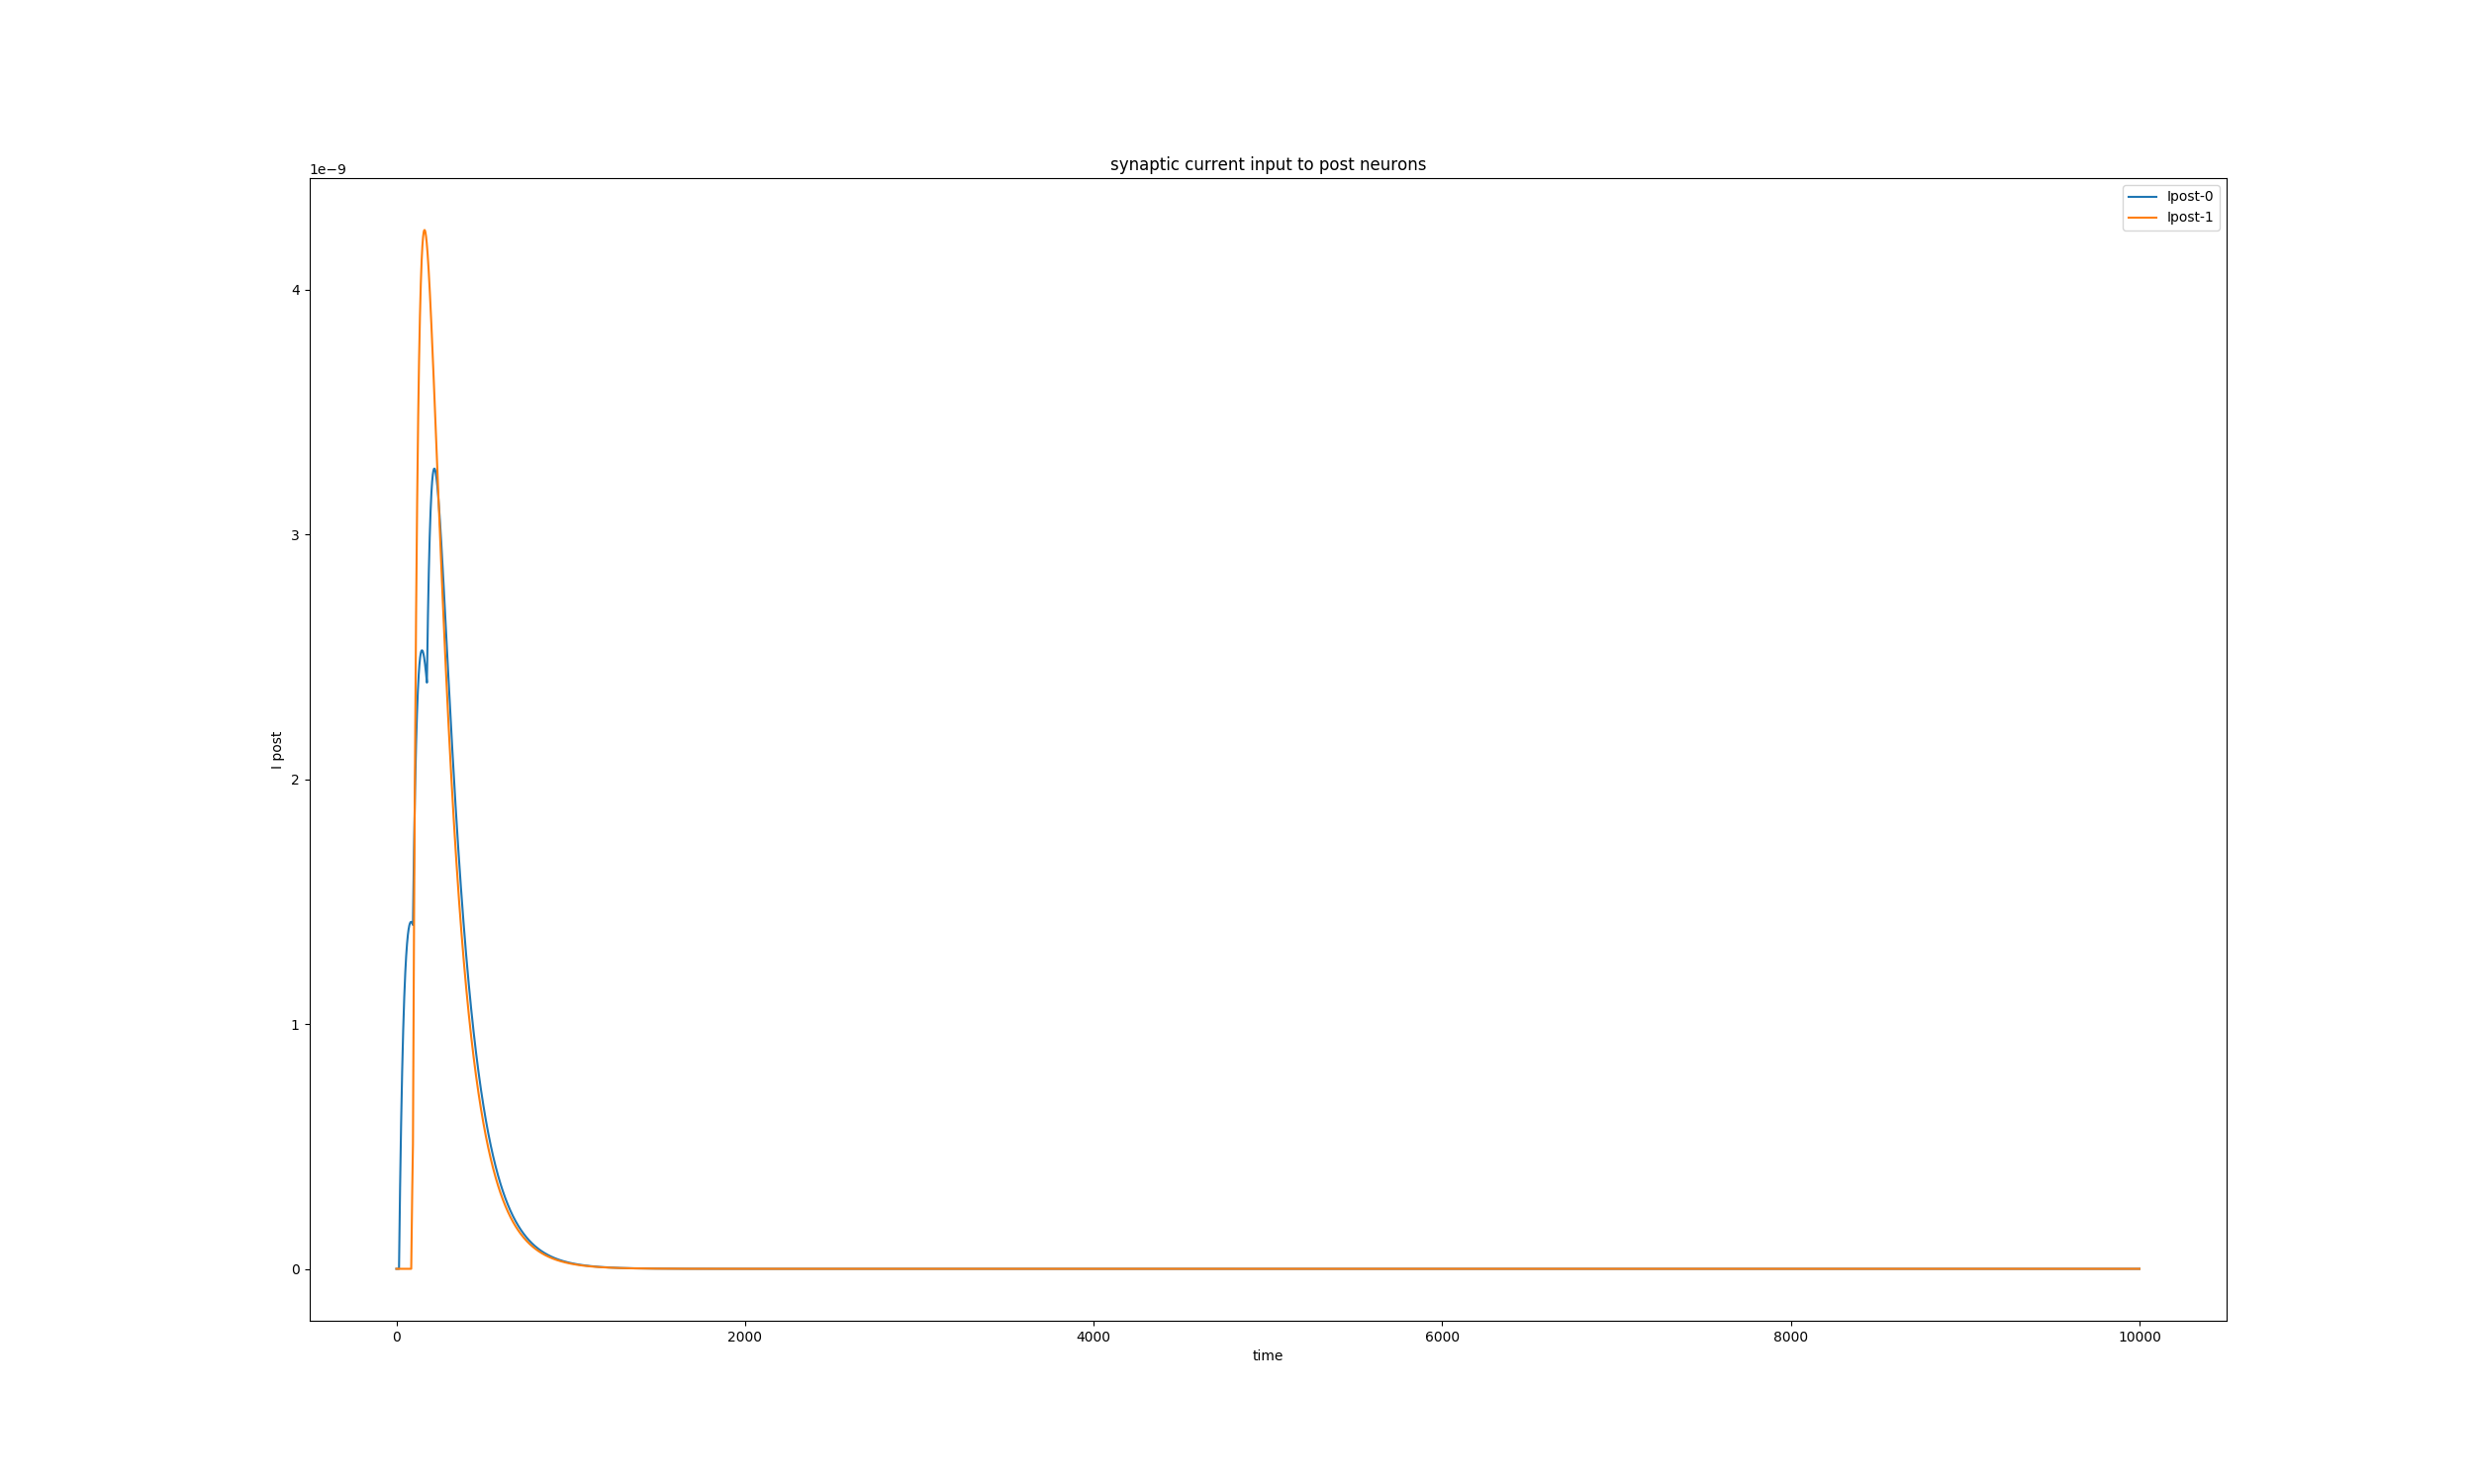 synaptic current input to post neurons
1e−9
Ipost-0
Ipost-1
4
3
2
1
0
I post
0 2000 4000 6000 8000 10000
time